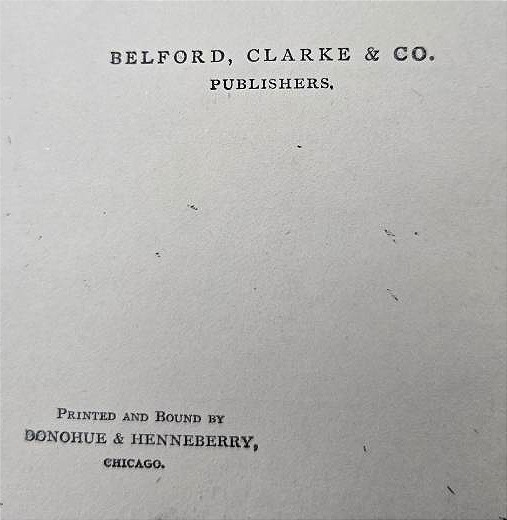 BELFORD, CLARKE & CO.
PUBLISHERS.
PRINTED AND BOUND BY
DONOHUE & HENNEBERRY,
CHICAGO.